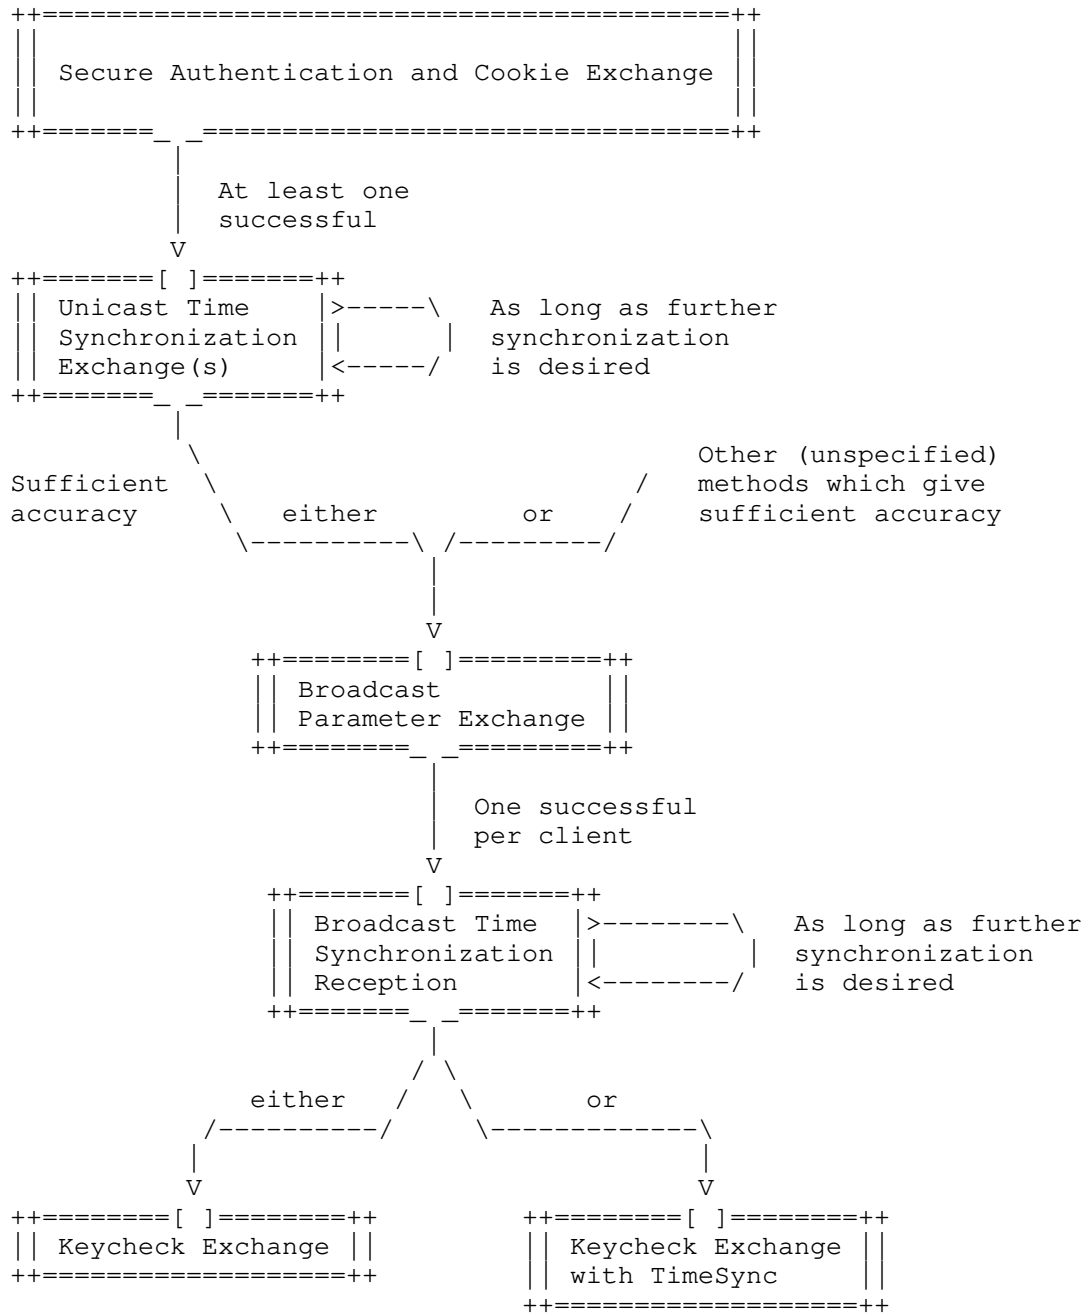 Secure Authentication and Cookie Exchange
At least one
successful
V
Unicast Time
As long as further
Synchronization
synchronization
Exchange(s)
is desired
Other (unspecified)
Sufficient
methods which give
accuracy
either
or
sufficient accuracy
V
Broadcast
Parameter Exchange
One successful
per client
V
Broadcast Time
As long as further
Synchronization
synchronization
Reception
is desired
either
or
V
V
Keycheck Exchange
Keycheck Exchange
with TimeSync